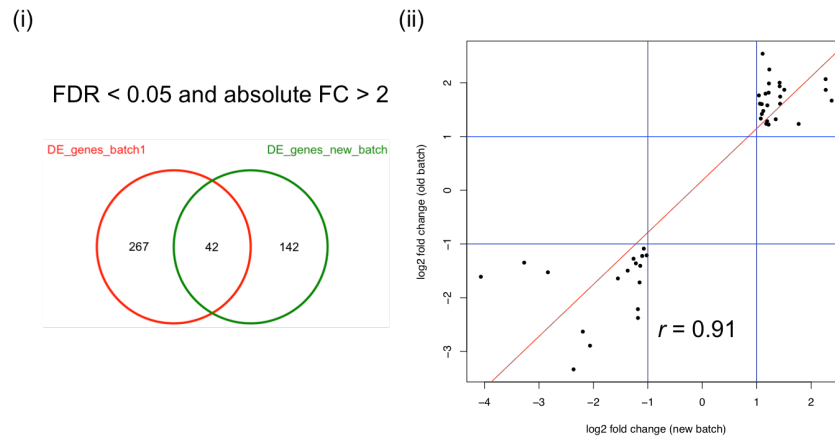 (i)
FDR < 0.05 and absolute FC > 2
DE_genes_batch1 DE_genes_new_batch
267 42 142
(ii)
log2 fold change (old batch)
2
1
0
−1
−2
−3
r = 0.91
−4 −3 −2 −1 0 1 2
log2 fold change (new batch)